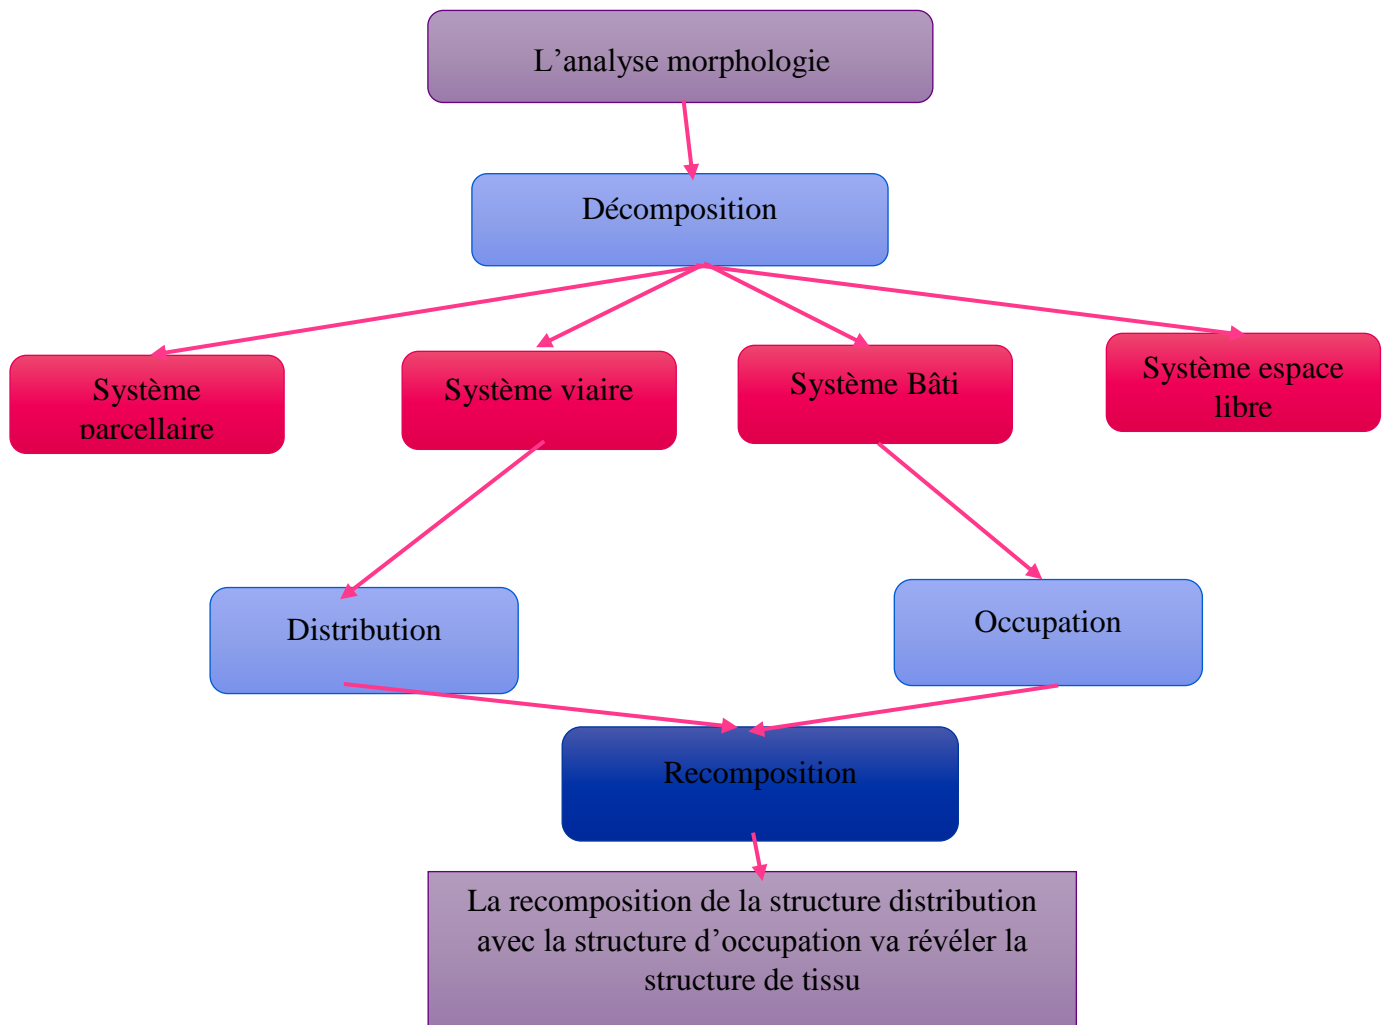 L’analyse morphologie
Décomposition
Système
parcellaire
Système viaire
Système Bâti
Système espace
libre
Distribution
Occupation
Recomposition
La recomposition de la structure distribution
avec la structure d’occupation va révéler la
structure de tissu